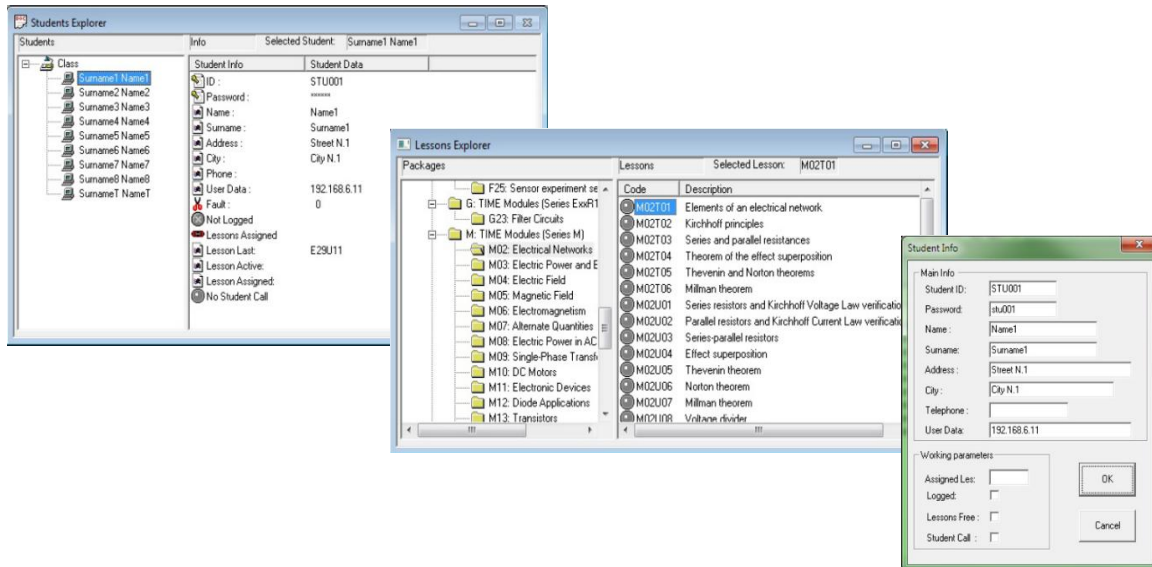 Students Explorer
Students Info Selected Student: Surname1 Name1
Class
Surname1 Name1
Surname2 Name2
Surname3 Name3
Surname4 Name4
Surname5 Name5
Surname6 Name6
Surname7 Name7
Surname8 Name8
SurnameT NameT
Student Info Student Data
ID : STU001
Password : ******
Name : Name1
Surname : Surname1
Address : Street N.1
City : City N.1
Phone :
User Data : 192.168.6.11
Fault : 0
Not Logged
Lessons Assigned
Lesson Last: E29U11
Lesson Active:
Lesson Assigned:
No Student Call
Lessons Explorer
Packages Lessons Selected Lesson: M02T01
F25: Sensor experiment se
G: TIME Modules (Series ExxR1
G23: Filter Circuits
M: TIME Modules (Series M)
M02: Electrical Networks
M03: Electric Power and E
M04: Electric Field
M05: Magnetic Field
M06: Electromagnetism
M07: Alternate Quantities
M08: Electric Power in AC
M09: Single-Phase Transf
M10: DC Motors
M11: Electronic Devices
M12: Diode Applications
M13: Transistors
Code Description
M02T01 Elements of an electrical network
M02T02 Kirchhoff principles
M02T03 Series and parallel resistances
M02T04 Theorem of the effect superposition
M02T05 Thevenin and Norton theorems
M02T06 Millman theorem
M02U01 Series resistors and Kirchhoff Voltage Law verificatio
M02U02 Parallel resistors and Kirchhoff Current Law verificatio
M02U03 Series-parallel resistors
M02U04 Effect superposition
M02U05 Thevenin theorem
M02U06 Norton theorem
M02U07 Millman theorem
M02U08 Voltage divider
Student Info
Main Info
Student ID: STU001
Password: stu001
Name : Name1
Surname: Surname1
Address : Street N.1
City : City N.1
Telephone :
User Data: 192.168.6.11
Working parameters
Assigned Les:
Logged:
Lessons Free :
Student Call :
OK
Cancel